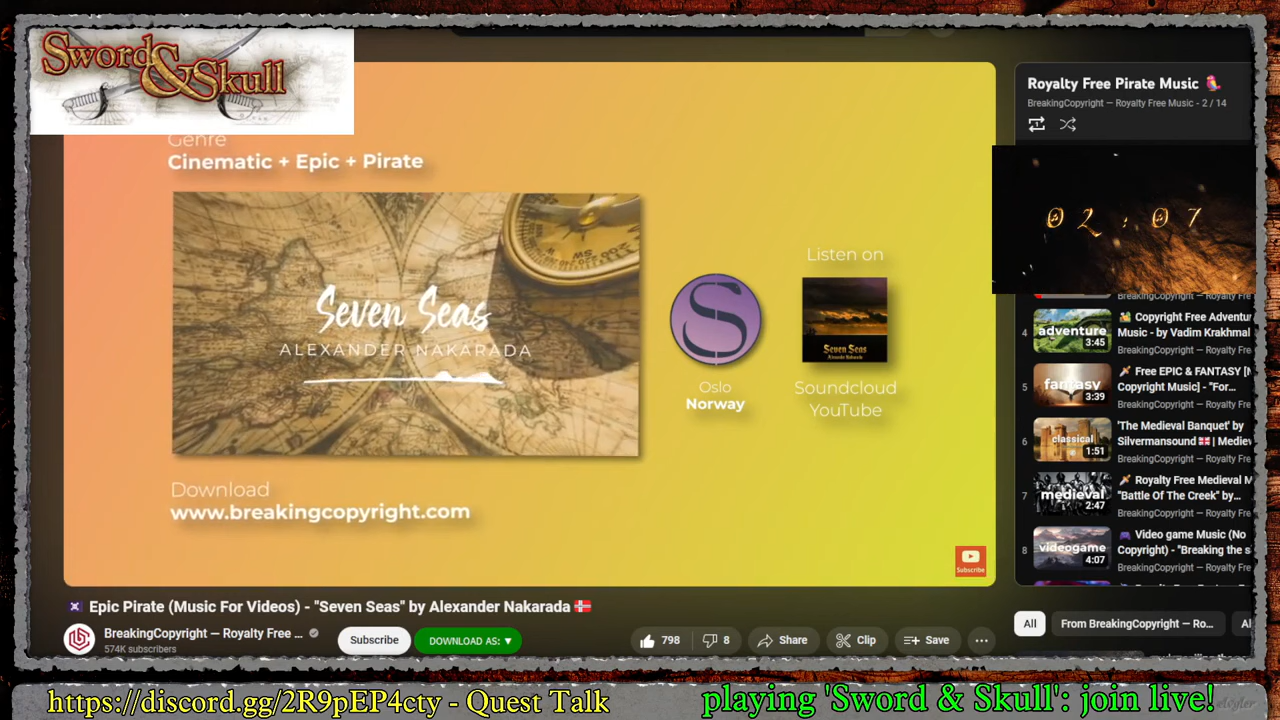 Sword & Skull
Genre
Cinematic + Epic + Pirate
Seven Seas
ALEXANDER NAKARADA
Download
www.breakingcopyright.com
S
Oslo
Norway
Listen on
Seven Seas
Alexander Nakarada
Soundcloud
YouTube
Subscribe
Epic Pirate (Music For Videos) - "Seven Seas" by Alexander Nakarada
BreakingCopyright — Royalty Free ...
574K subscribers
Subscribe
DOWNLOAD AS: ▼
798
8
Share
Clip
Save
Royalty Free Pirate Music
BreakingCopyright — Royalty Free Music - 2 / 14
02:07
BreakingCopyright — Royalty Fre
4
adventure
3:45
Copyright Free Adventur
Music - by Vadim Krakhmal
BreakingCopyright — Royalty Fre
5
fantasy
3:39
Free EPIC & FANTASY [N
Copyright Music] - "For...
BreakingCopyright — Royalty Fre
6
classical
1:51
'The Medieval Banquet' by
Silvermansound | Mediev
BreakingCopyright — Royalty Fre
7
medieval
2:47
Royalty Free Medieval M
"Battle Of The Creek" by...
BreakingCopyright — Royalty Fre
8
videogame
4:07
Video game Music (No
Copyright) - "Breaking the s
BreakingCopyright — Royalty Fre
All
From BreakingCopyright — Ro...
https://discord.gg/2R9pEP4cty - Quest Talk
playing 'Sword & Skull': join live!